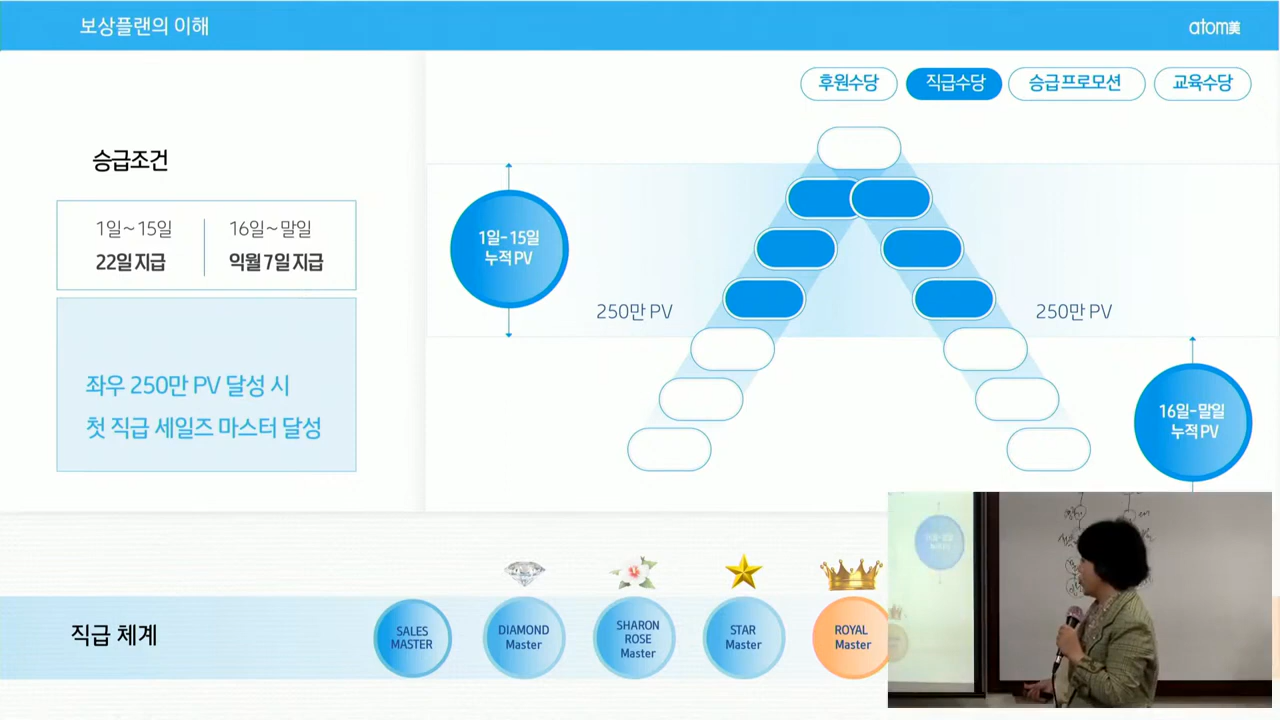 보상플랜의 이해
atom美
후원수당
직급수당
승급 프로모션
교육수당
승급조건
1일~15일
22일 지급
16일~말일
익월 7일 지급
좌우 250만 PV 달성 시
첫 직급 세일즈 마스터 달성
1일-15일
누적 PV
250만 PV
250만 PV
16일-말일
누적 PV
직급 체계
SALES
MASTER
DIAMOND
Master
SHARON
ROSE
Master
STAR
Master
ROYAL
Master